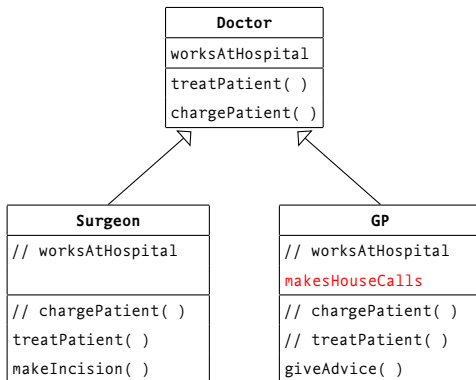 Doctor
worksAtHospital
treatPatient( )
chargePatient( )
Surgeon
// worksAtHospital
// chargePatient( )
treatPatient( )
makeIncision( )
GP
// worksAtHospital
makesHouseCalls
// chargePatient( )
// treatPatient( )
giveAdvice( )